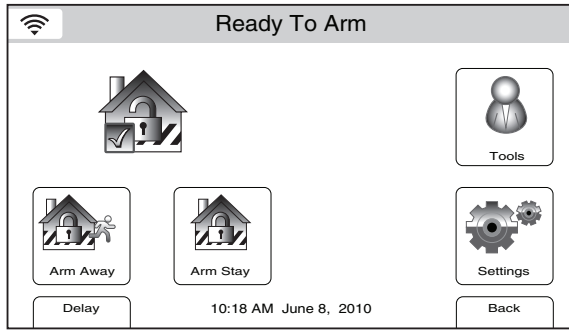 Ready To Arm
Tools
Arm Away
Arm Stay
Settings
Delay
10:18 AM June 8, 2010
Back